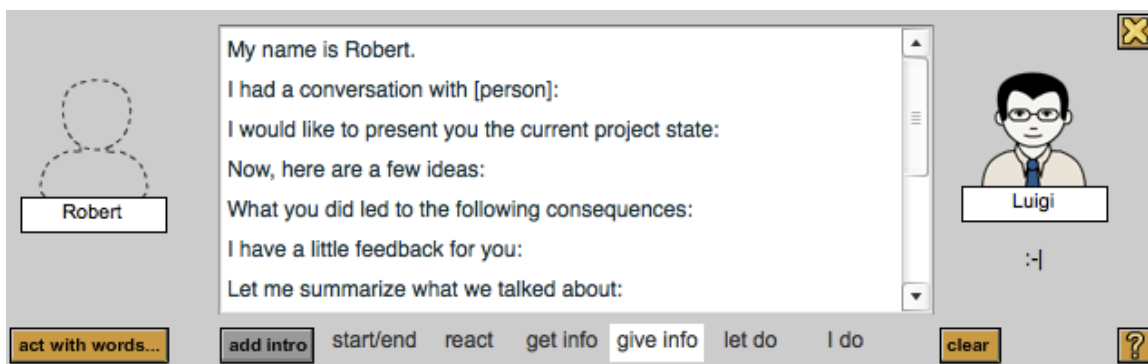 My name is Robert.
I had a conversation with [person]:
I would like to present you the current project state:
Now, here are a few ideas:
What you did led to the following consequences:
I have a little feedback for you:
Let me summarize what we talked about:
Robert
Luigi
:-|
act with words...
add intro
start/end
react
get info
give info
let do
I do
clear
?